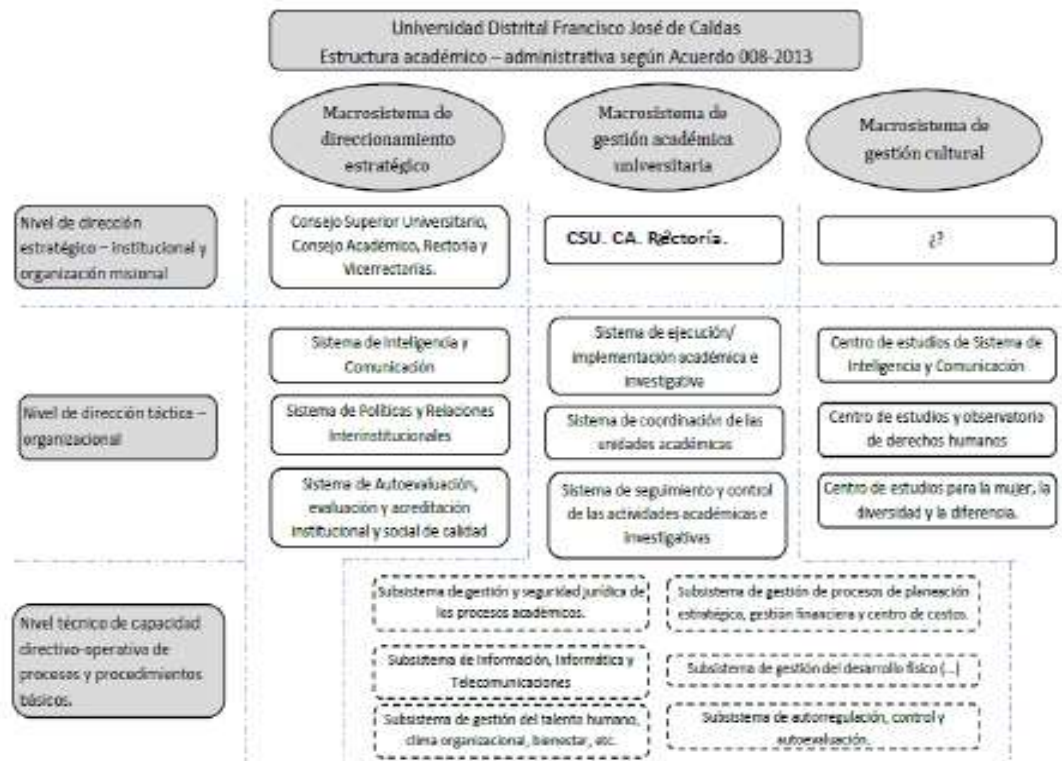 Universidad Distrital Francisco José de Caldas
Estructura académico – administrativa según Acuerdo 008-2013
Macrosistema de
direccionamiento
estratégico
Macrosistema de
gestión académica
universitaria
Macrosistema de
gestión cultural
Nivel de dirección
estratégico – institucional y
organización misional
Consejo Superior Universitario,
Consejo Académico, Rectoría y
Vicerrectorías.
CSU. CA. Rectoría.
¿?
Nivel de dirección táctica –
organizacional
Sistema de Inteligencia y
Comunicación
Sistema de ejecución/
implementación académica e
investigativa
Centro de estudios de Sistema de
Inteligencia y Comunicación
Sistema de Políticas y Relaciones
Interinstitucionales
Sistema de coordinación de las
unidades académicas
Centro de estudios y observatorio
de derechos humanos
Sistema de Autoevaluación,
evaluación y acreditación
institucional y social de calidad
Sistema de seguimiento y control
de las actividades académicas e
investigativas
Centro de estudios para la mujer, la
diversidad y la diferencia.
Nivel técnico de capacidad
directivo-operativa de
procesos y procedimientos
básicos.
Subsistema de gestión y seguridad jurídica de
los procesos académicos.
Subsistema de gestión de procesos de planeación
estratégico, gestión financiera y centro de costos.
Subsistema de Información, Informática y
Telecomunicaciones
Subsistema de gestión del desarrollo físico (...)
Subsistema de gestión del talento humano,
clima organizacional, bienestar, etc.
Subsistema de autorregulación, control y
autoevaluación.